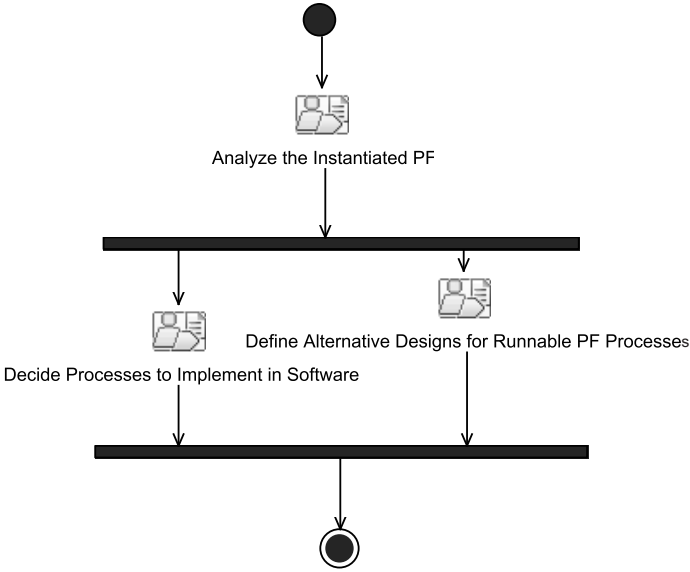 Analyze the Instantiated PF
Define Alternative Designs for Runnable PF Processes
Decide Processes to Implement in Software